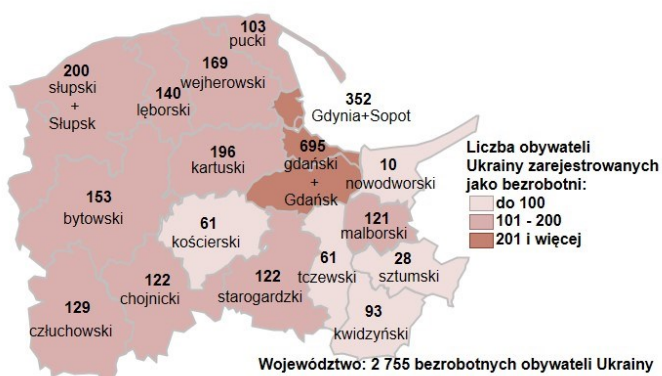 103
pucki
200
słupski
+
Słupsk
140
lęborski
169
wejherowski
352
Gdynia+Sopot
196
kartuski
695
gdański
+
Gdańsk
10
nowodworski
153
bytowski
61
kościerski
121
malborski
61
tczewski
28
sztumski
129
człuchowski
122
chojnicki
122
starogardzki
93
kwidzyński
Liczba obywateli
Ukrainy zarejestrowanych
jako bezrobotni:
do 100
101 - 200
201 i więcej
Województwo: 2 755 bezrobotnych obywateli Ukrainy